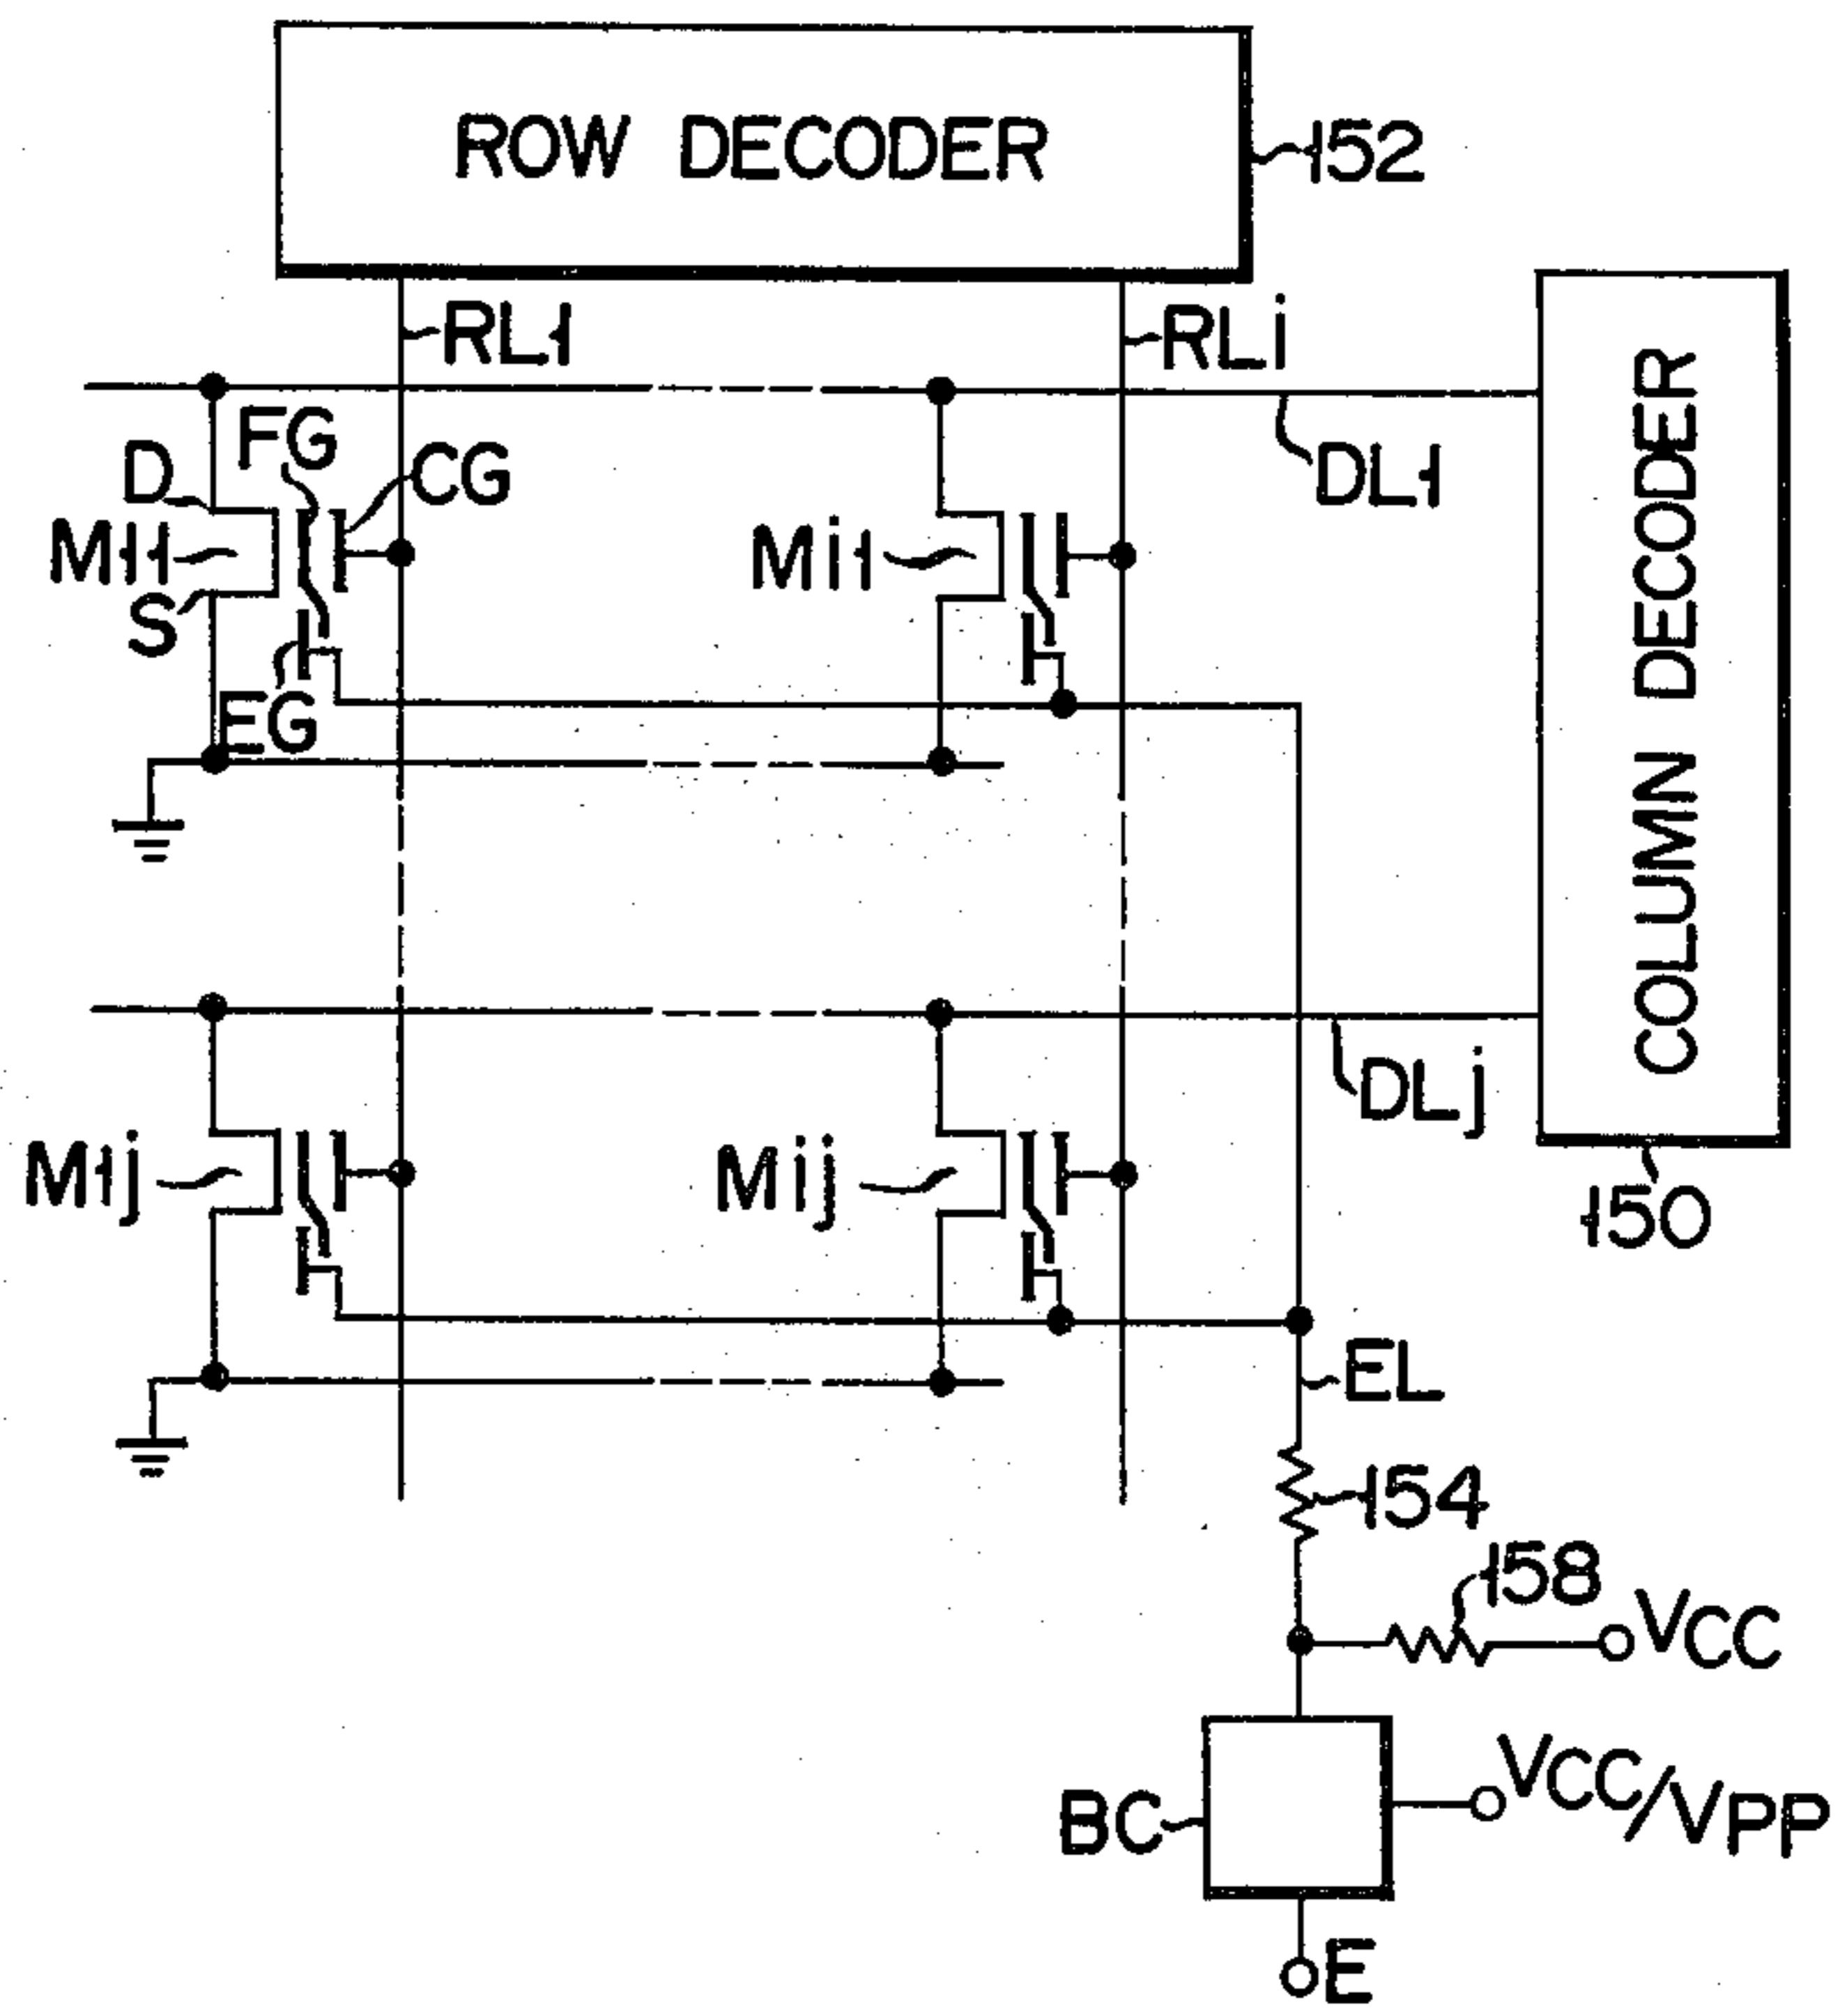 ROW DECODER
152
RL1
RLi
FG
D
CG
DL1
M11
Mi1
S
EG
COLUMN DECODER
DLj
M1j
Mij
150
EL
154
158
VCC
VCC/VPP
BC
E